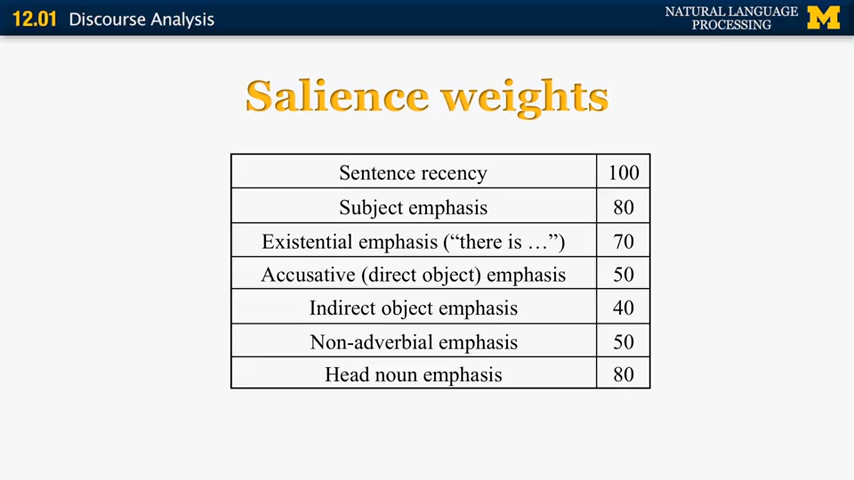 12.01 Discourse Analysis
NATURAL LANGUAGE
PROCESSING
M
Salience weights
Sentence recency 100
Subject emphasis 80
Existential emphasis (“there is …”) 70
Accusative (direct object) emphasis 50
Indirect object emphasis 40
Non-adverbial emphasis 50
Head noun emphasis 80